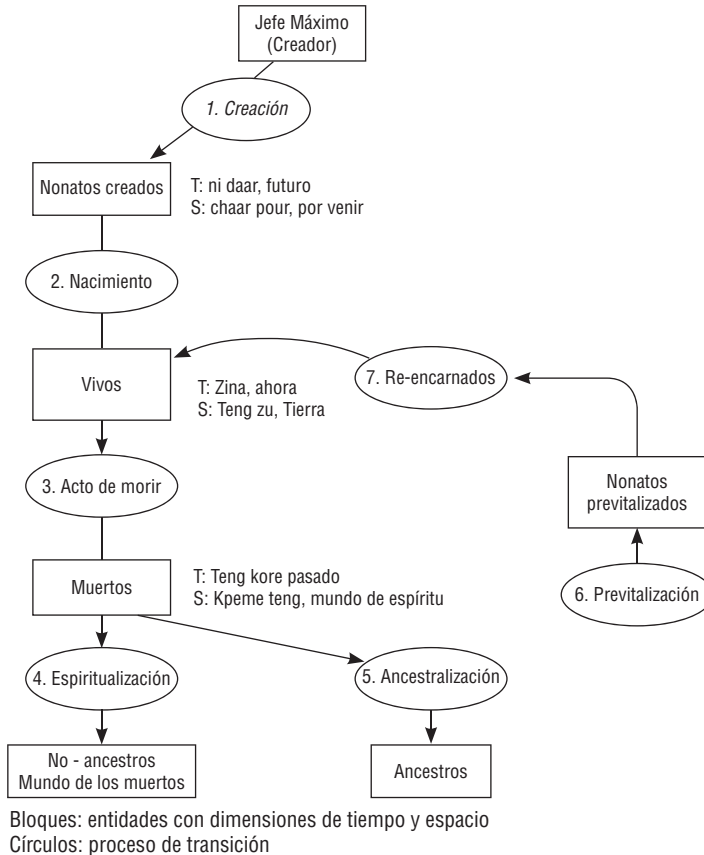 Jefe Máximo
(Creador)
1. Creación
Nonatos creados
T: ni daar, futuro
S: chaar pour, por venir
2. Nacimiento
Vivos
T: Zina, ahora
S: Teng zu, Tierra
7. Re-encarnados
3. Acto de morir
Nonatos
previtalizados
Muertos
T: Teng kore pasado
S: Kpeme teng, mundo de espíritu
6. Previtalización
4. Espiritualización
5. Ancestralización
No - ancestros
Mundo de los muertos
Ancestros
Bloques: entidades con dimensiones de tiempo y espacio
Círculos: proceso de transición